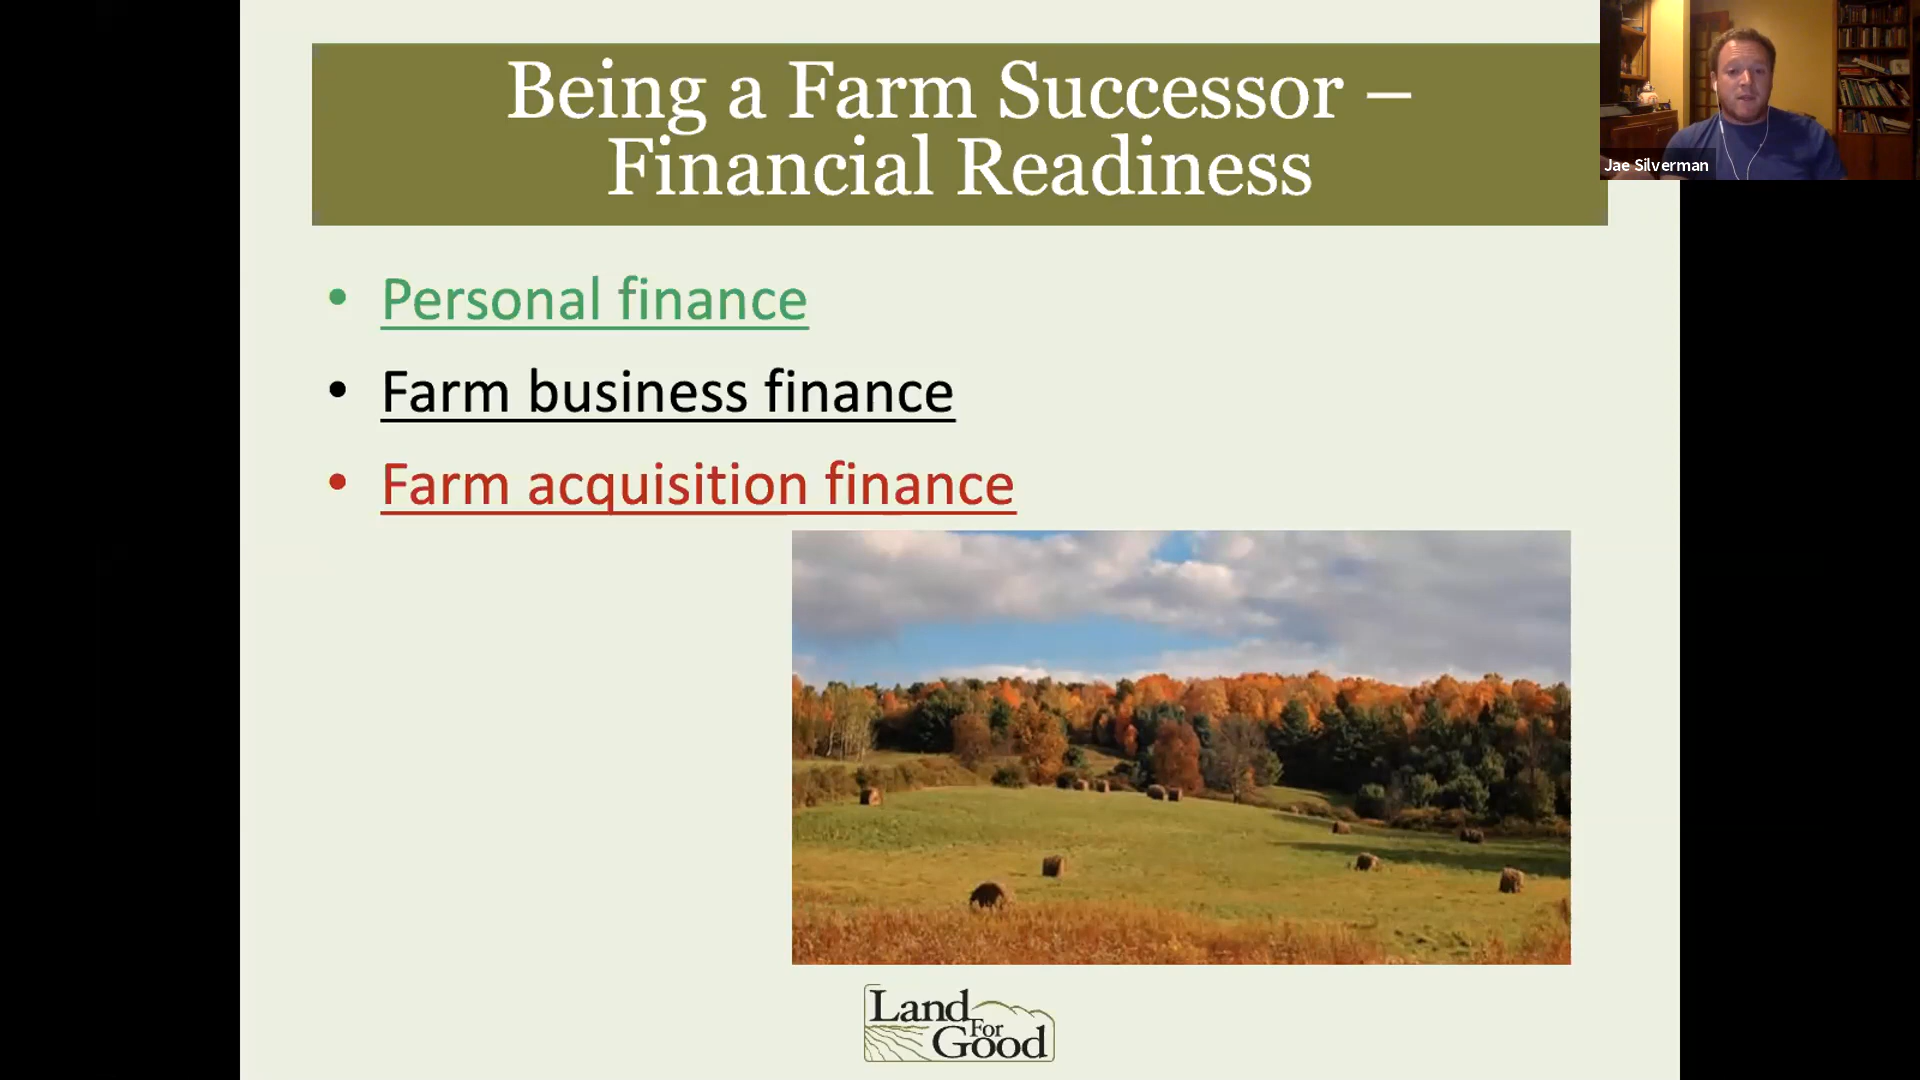 Being a Farm Successor –
Financial Readiness
Jae Silverman
• Personal finance
• Farm business finance
• Farm acquisition finance
Land
For
Good